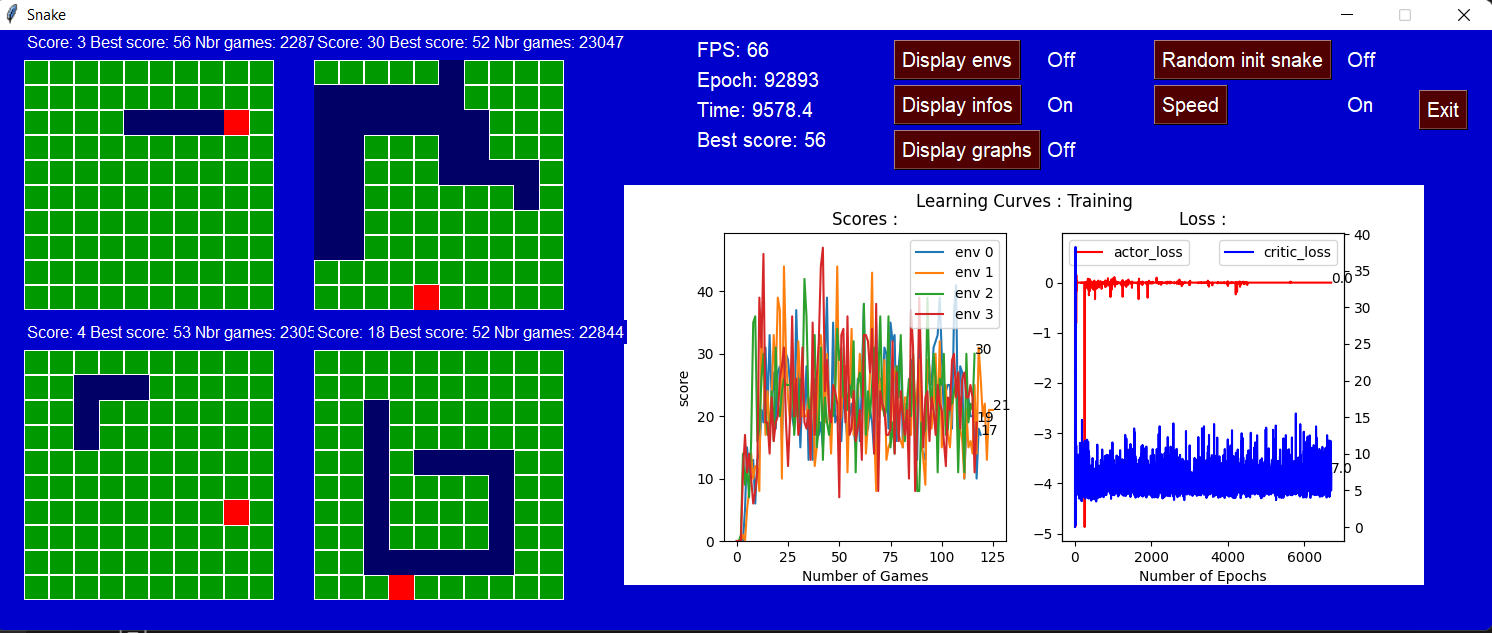 Snake
Score: 3 Best score: 56 Nbr games: 2287
Score: 30 Best score: 52 Nbr games: 23047
Score: 4 Best score: 53 Nbr games: 2305
Score: 18 Best score: 52 Nbr games: 22844
FPS: 66
Epoch: 92893
Time: 9578.4
Best score: 56
Display envs Off
Display infos On
Display graphs Off
Random init snake Off
Speed On
Exit
Learning Curves : Training
Scores :
env 0
env 1
env 2
env 3
30
21
19
17
score
40
30
20
10
0
0 25 50 75 100 125
Number of Games
Loss :
actor_loss
critic_loss
0.0
7.0
0
−1
−2
−3
−4
−5
40
35
30
25
20
15
10
5
0
0 2000 4000 6000
Number of Epochs